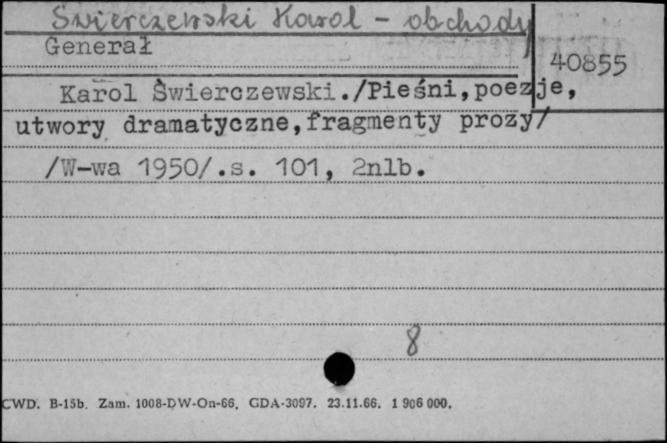 Świerczewski Karol - obchody
Generał
40855
Karol Świerczewski./Pieśni,poezje,
utwory dramatyczne,fragmenty prozy/
/W-wa 1950/.s. 101, 2nlb.
8
CWD. B-15b. Zam. 1008-DW-On-66. GDA-3097. 23.11.66. 1 906 000.